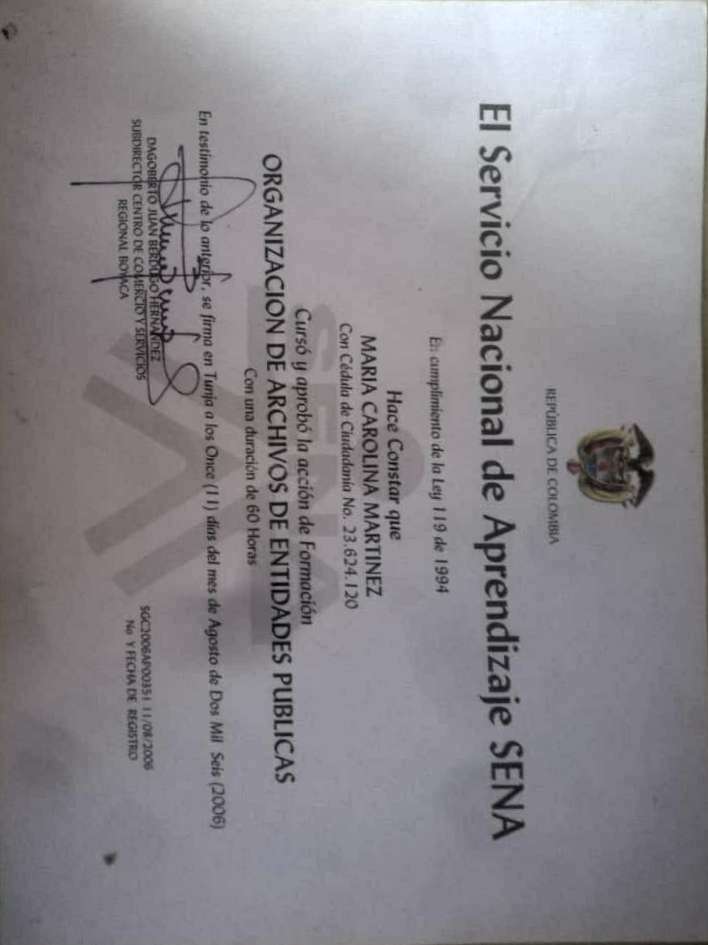 REPÚBLICA DE COLOMBIA
El Servicio Nacional de Aprendizaje SENA
En cumplimiento de la Ley 119 de 1994
Hace Constar que
MARIA CAROLINA MARTINEZ
Con Cédula de Ciudadanía No. 23.624.120
Cursó y aprobó la acción de Formación
ORGANIZACION DE ARCHIVOS DE ENTIDADES PUBLICAS
Con una duración de 60 Horas
En testimonio de lo anterior, se firma en Tunja a los Once (11) días del mes de Agosto de Dos Mil Seis (2006)
DAGOBERTO JUAN BERDUGO HERNANDEZ
SUBDIRECTOR CENTRO DE COMERCIO Y SERVICIOS
REGIONAL BOYACA
SGC2006AP00351 11/08/2006
No Y FECHA DE REGISTRO
SENA